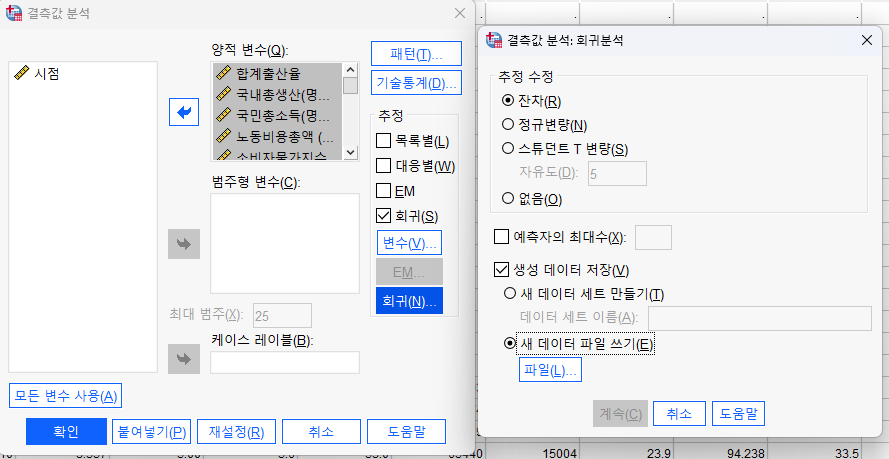 결측값 분석
양적 변수(Q):
시점
합계출산율
국내총생산(명...
국민총소득(명...
노동비용총액 (...
소비자물가지수
패턴(T)...
기술통계(D)...
추정
목록별(L)
대응별(W)
EM
회귀(S)
변수(V)...
EM...
회귀(N)...
범주형 변수(C):
최대 범주(X): 25
케이스 레이블(B):
모든 변수 사용(A)
확인 붙여넣기(P) 재설정(R) 취소 도움말
결측값 분석: 회귀분석
추정 수정
잔차(R)
정규변량(N)
스튜던트 T 변량(S)
자유도(D): 5
없음(O)
예측자의 최대수(X):
생성 데이터 저장(V)
새 데이터 세트 만들기(T)
데이터 세트 이름(A):
새 데이터 파일 쓰기(E)
파일(L)...
계속(C) 취소 도움말
15004 23.9 94.238 33.5